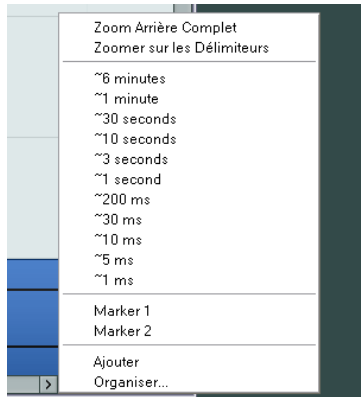 Zoom Arrière Complet
Zoomer sur les Délimiteurs
~6 minutes
~1 minute
~30 seconds
~10 seconds
~3 seconds
~1 second
~200 ms
~30 ms
~10 ms
~5 ms
~1 ms
Marker 1
Marker 2
Ajouter
Organiser...